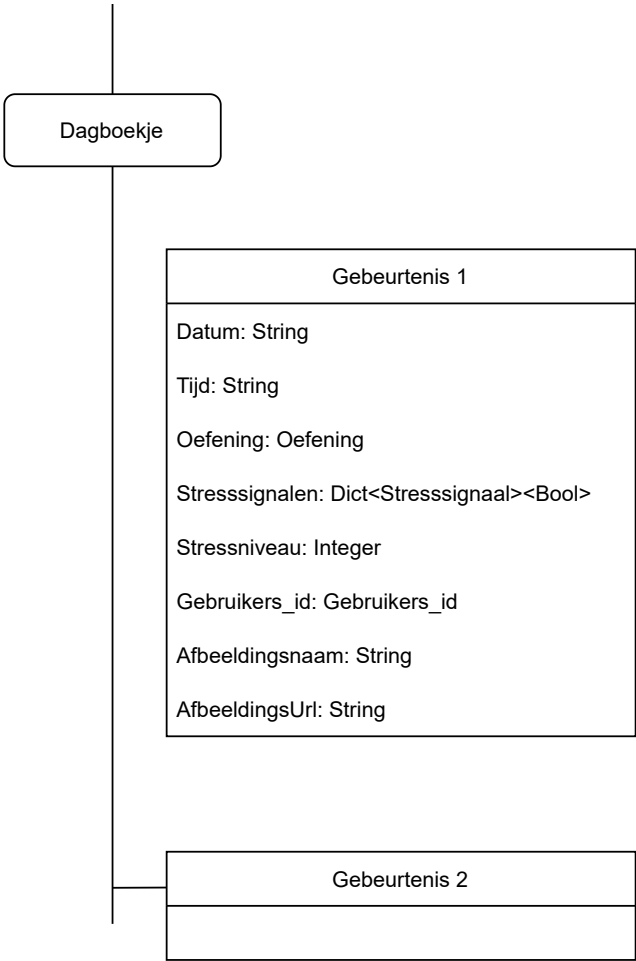 Dagboekje
Gebeurtenis 1
Datum: String
Tijd: String
Oefening: Oefening
Stresssignalen: Dict<Stresssignaal><Bool>
Stressniveau: Integer
Gebruikers_id: Gebruikers_id
Afbeeldingsnaam: String
AfbeeldingsUrl: String
Gebeurtenis 2